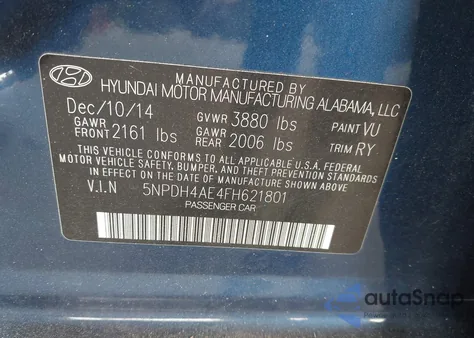 MANUFACTURED BY
HYUNDAI MOTOR MANUFACTURING ALABAMA, LLC
Dec/10/14 GVWR 3880 lbs PAINT VU
GAWR FRONT 2161 lbs GAWR REAR 2006 lbs TRIM RY
THIS VEHICLE CONFORMS TO ALL APPLICABLE U.S.A. FEDERAL
MOTOR VEHICLE SAFETY, BUMPER, AND THEFT PREVENTION STANDARDS
IN EFFECT ON THE DATE OF MANUFACTURE SHOWN ABOVE.
V.I.N 5NPDH4AE4FH621801
PASSENGER CAR
autoSnap